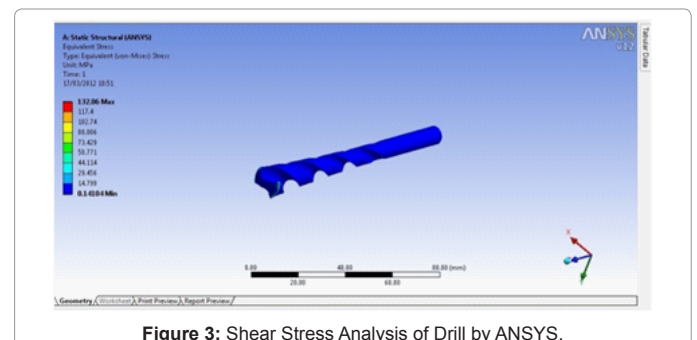 A: Static Structural (ANSYS)
Equivalent Stress
Type: Equivalent (von-Mises) Stress
Unit: MPa
Time: 1
17/03/2012 10:51
132.06 Max
117.4
102.74
88.086
73.429
58.771
44.114
29.456
14.799
0.14104 Min
ANSYS
v12
Tabular Data
X
0.00
40.00
80.00 (mm)
20.00
60.00
Geometry
Worksheet
Print Preview
Report Preview
Figure 3: Shear Stress Analysis of Drill by ANSYS.